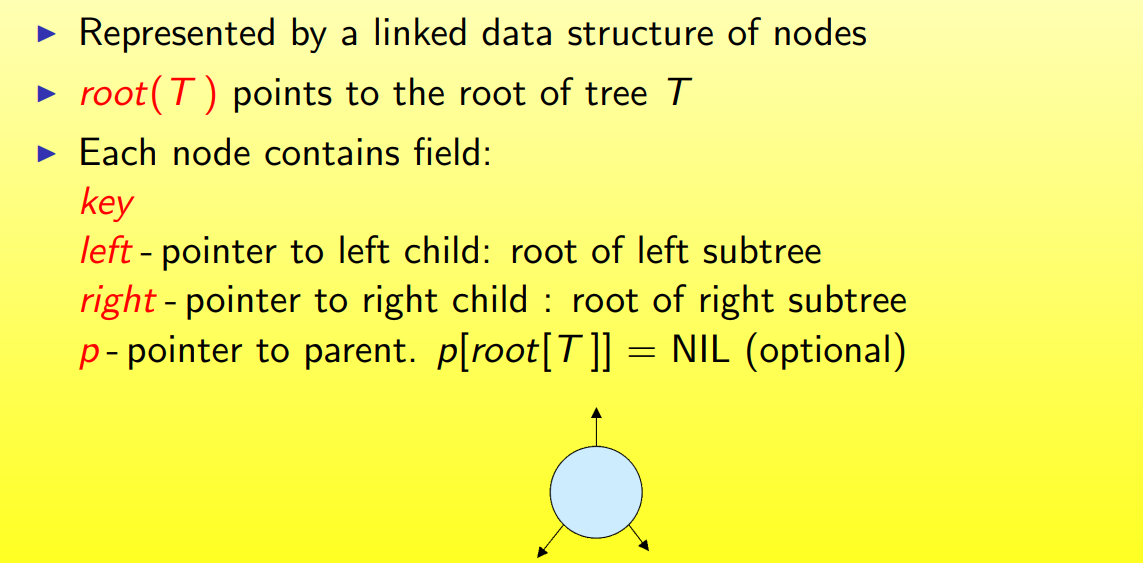 Represented by a linked data structure of nodes
root(T) points to the root of tree T
Each node contains field:
key
left - pointer to left child: root of left subtree
right - pointer to right child : root of right subtree
p - pointer to parent. p[root[T]] = NIL (optional)